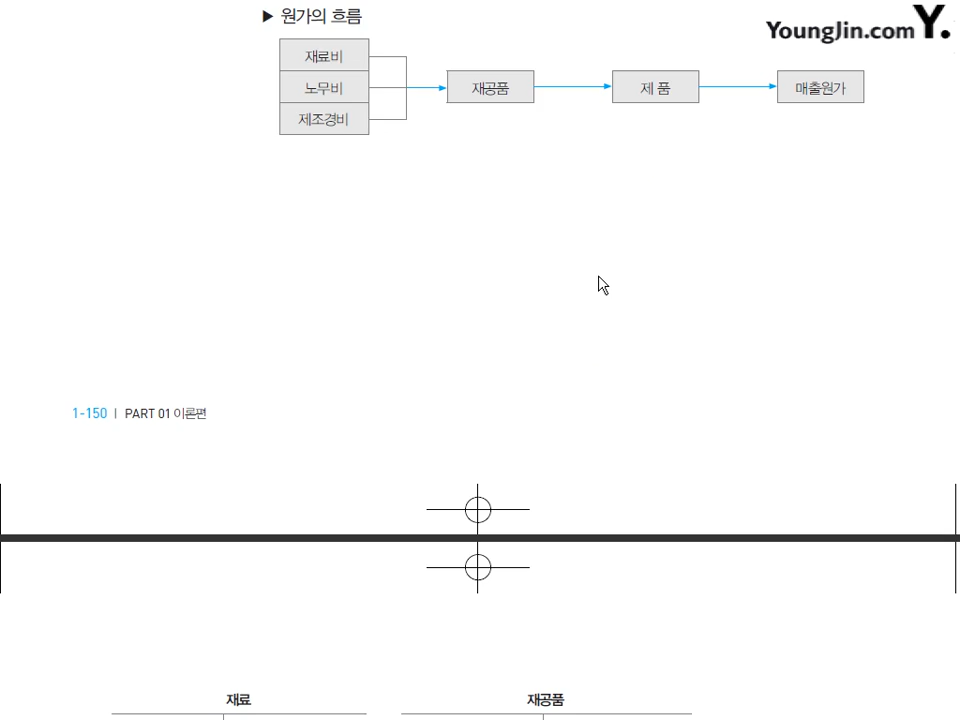 ▶ 원가의 흐름
YoungJin.com Y.
재료비
노무비
제조경비
재공품
제 품
매출원가
1-150 | PART 01 이론편
재료
재공품